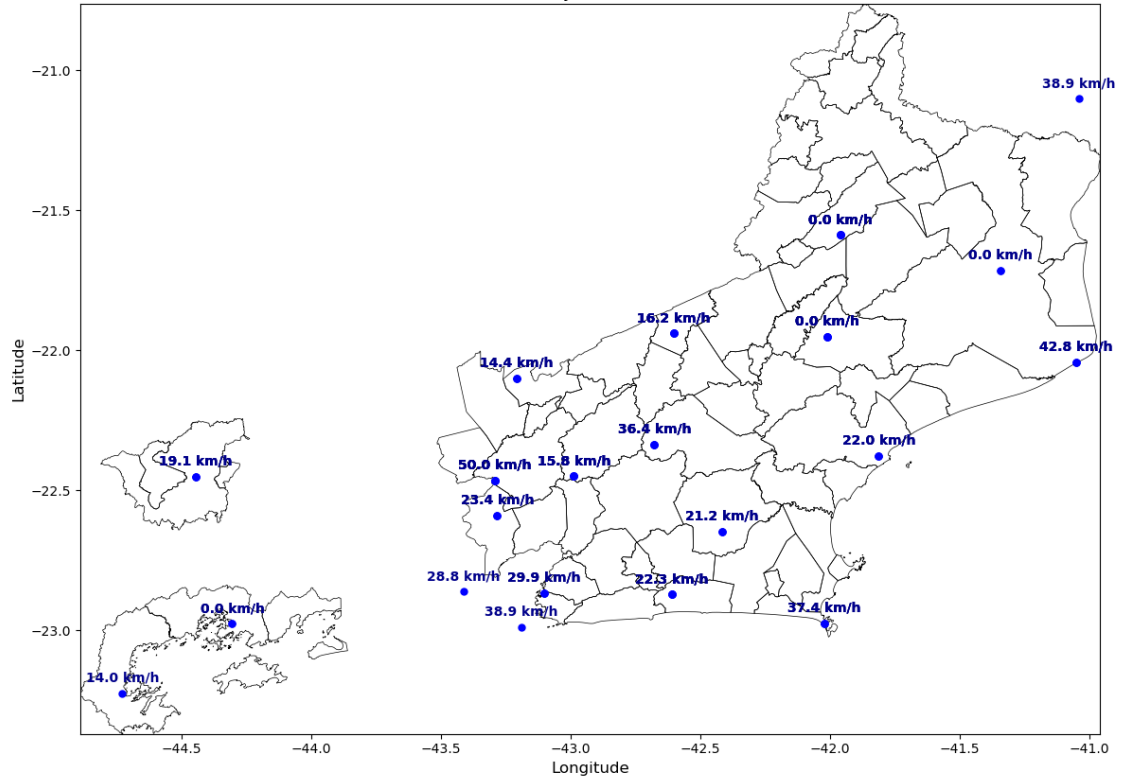 −21.0
38.9 km/h
−21.5
0.0 km/h
0.0 km/h
16.2 km/h
0.0 km/h
−22.0
42.8 km/h
14.4 km/h
Latitude
36.4 km/h
22.0 km/h
19.1 km/h
50.0 km/h
15.8 km/h
−22.5
23.4 km/h
21.2 km/h
28.8 km/h
29.9 km/h
22.3 km/h
0.0 km/h
38.9 km/h
37.4 km/h
−23.0
14.0 km/h
−44.5
−44.0
−43.5
−43.0
−42.5
−42.0
−41.5
−41.0
Longitude